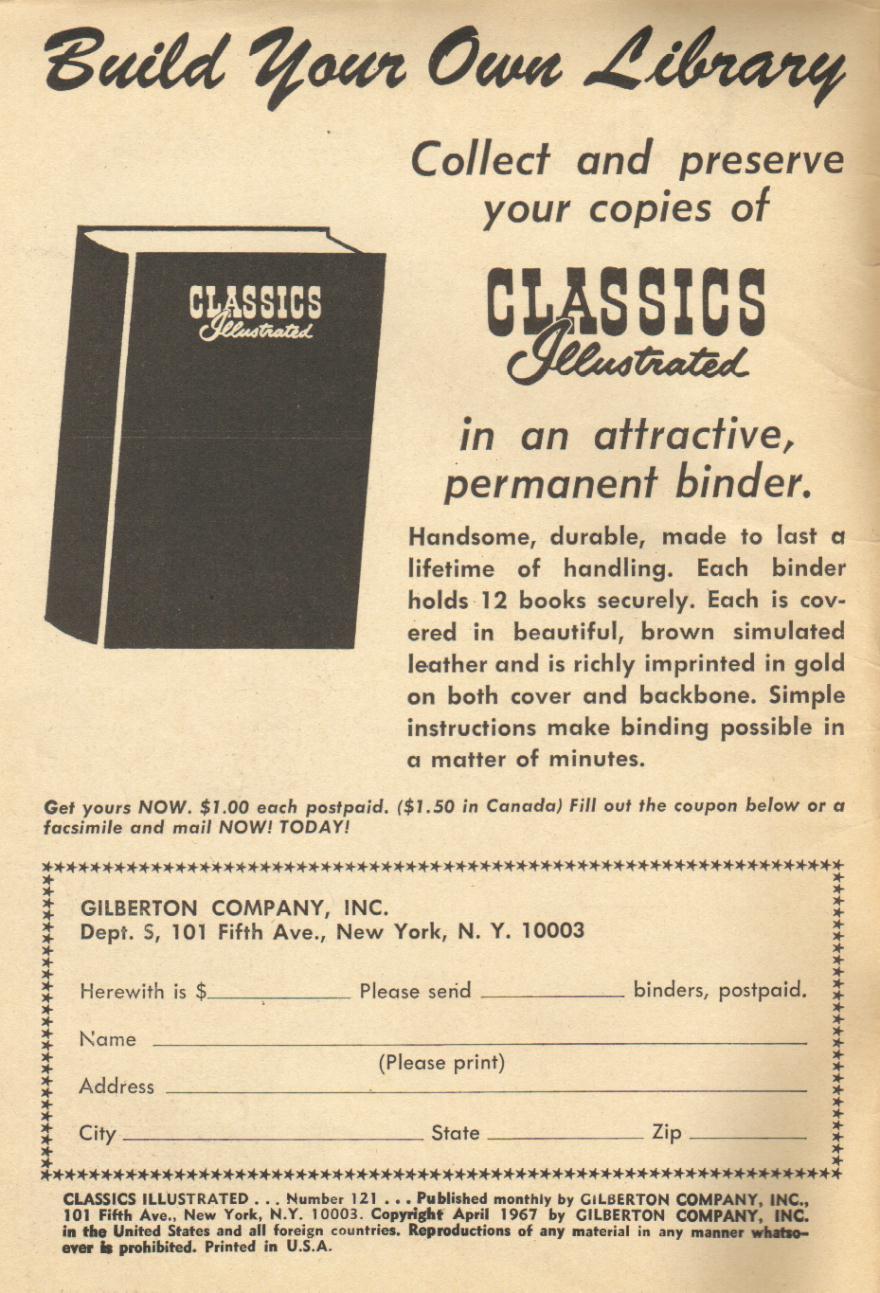 Build Your Own Library
Collect and preserve
your copies of
CLASSICS
Illustrated
CLASSICS
Illustrated
in an attractive,
permanent binder.
Handsome, durable, made to last a
lifetime of handling. Each binder
holds 12 books securely. Each is cov-
ered in beautiful, brown simulated
leather and is richly imprinted in gold
on both cover and backbone. Simple
instructions make binding possible in
a matter of minutes.
Get yours NOW. $1.00 each postpaid. ($1.50 in Canada) Fill out the coupon below or a
facsimile and mail NOW! TODAY!
GILBERTON COMPANY, INC.
Dept. S, 101 Fifth Ave., New York, N. Y. 10003
Herewith is $ Please send binders, postpaid.
Name
(Please print)
Address
City State Zip
CLASSICS ILLUSTRATED . . . Number 121 . . . Published monthly by GILBERTON COMPANY, INC.,
101 Fifth Ave., New York, N.Y. 10003. Copyright April 1967 by GILBERTON COMPANY, INC.
in the United States and all foreign countries. Reproductions of any material in any manner whatso-
ever is prohibited. Printed in U.S.A.